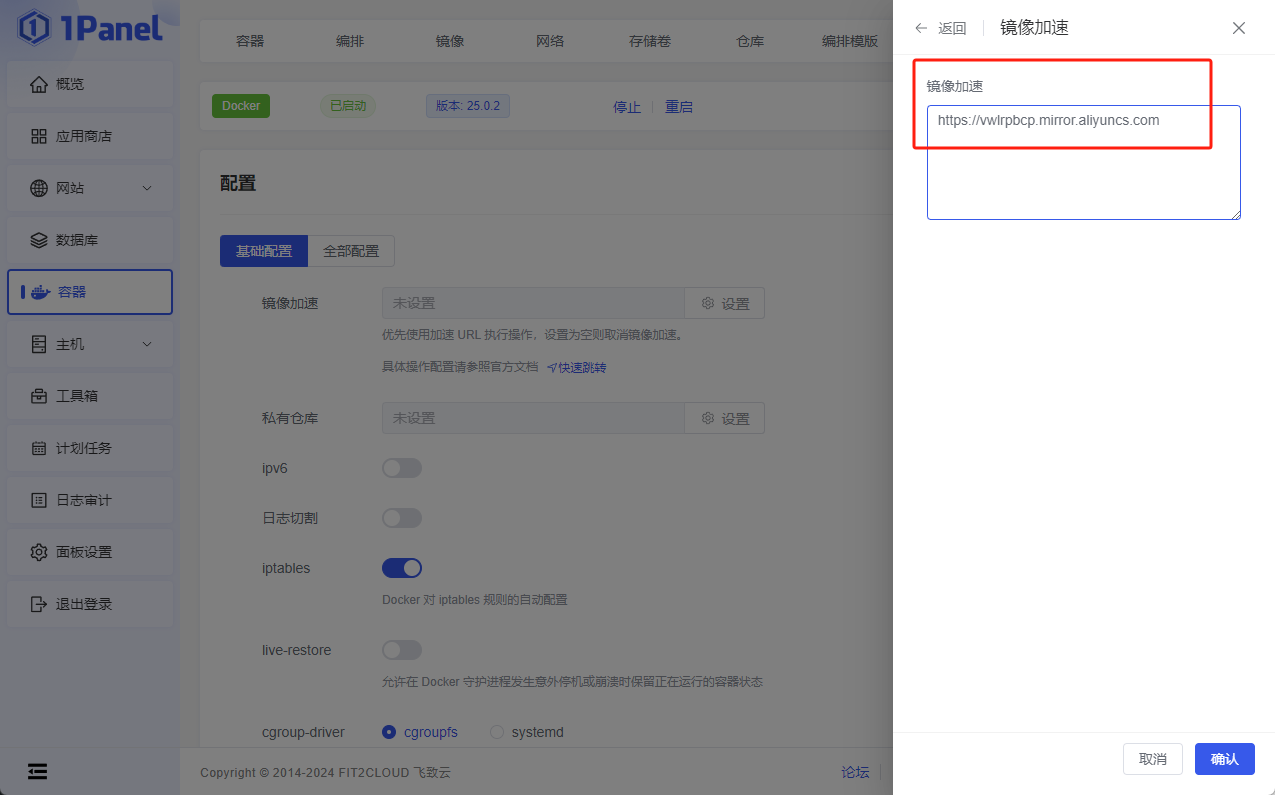 1Panel
概览
应用商店
网站
数据库
容器
主机
工具箱
计划任务
日志审计
面板设置
退出登录
容器 编排 镜像 网络 存储卷 仓库 编排模版
Docker 已启动 版本: 25.0.2 停止 重启
配置
基础配置 全部配置
镜像加速 未设置 设置
优先使用加速 URL 执行操作，设置为空则取消镜像加速。
具体操作配置请参照官方文档 快速跳转
私有仓库 未设置 设置
ipv6
日志切割
iptables
Docker 对 iptables 规则的自动配置
live-restore
允许在 Docker 守护进程发生意外停机或崩溃时保留正在运行的容器状态
cgroup-driver cgroupfs systemd
Copyright © 2014-2024 FIT2CLOUD 飞致云 论坛
返回 镜像加速
镜像加速
https://vwlrpbcp.mirror.aliyuncs.com
取消 确认